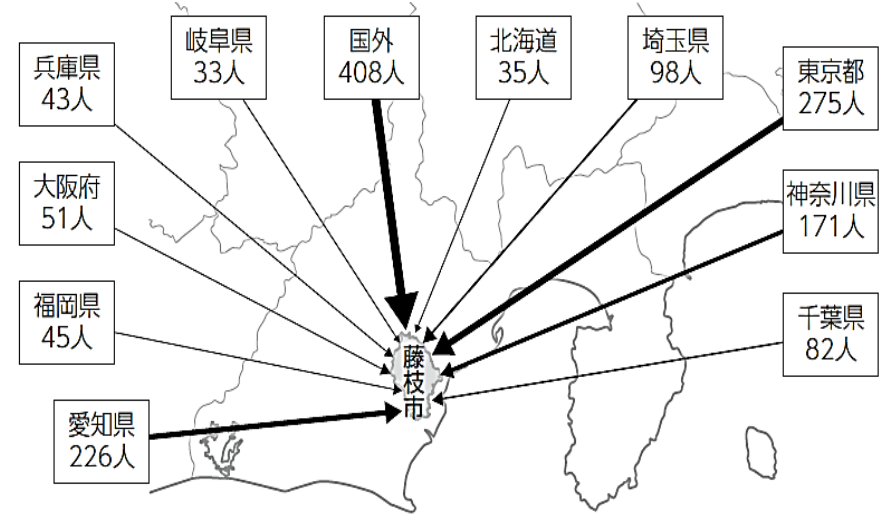 岐阜県
33人
国外
408人
北海道
35人
埼玉県
98人
兵庫県
43人
東京都
275人
大阪府
51人
神奈川県
171人
福岡県
45人
千葉県
82人
藤枝市
愛知県
226人